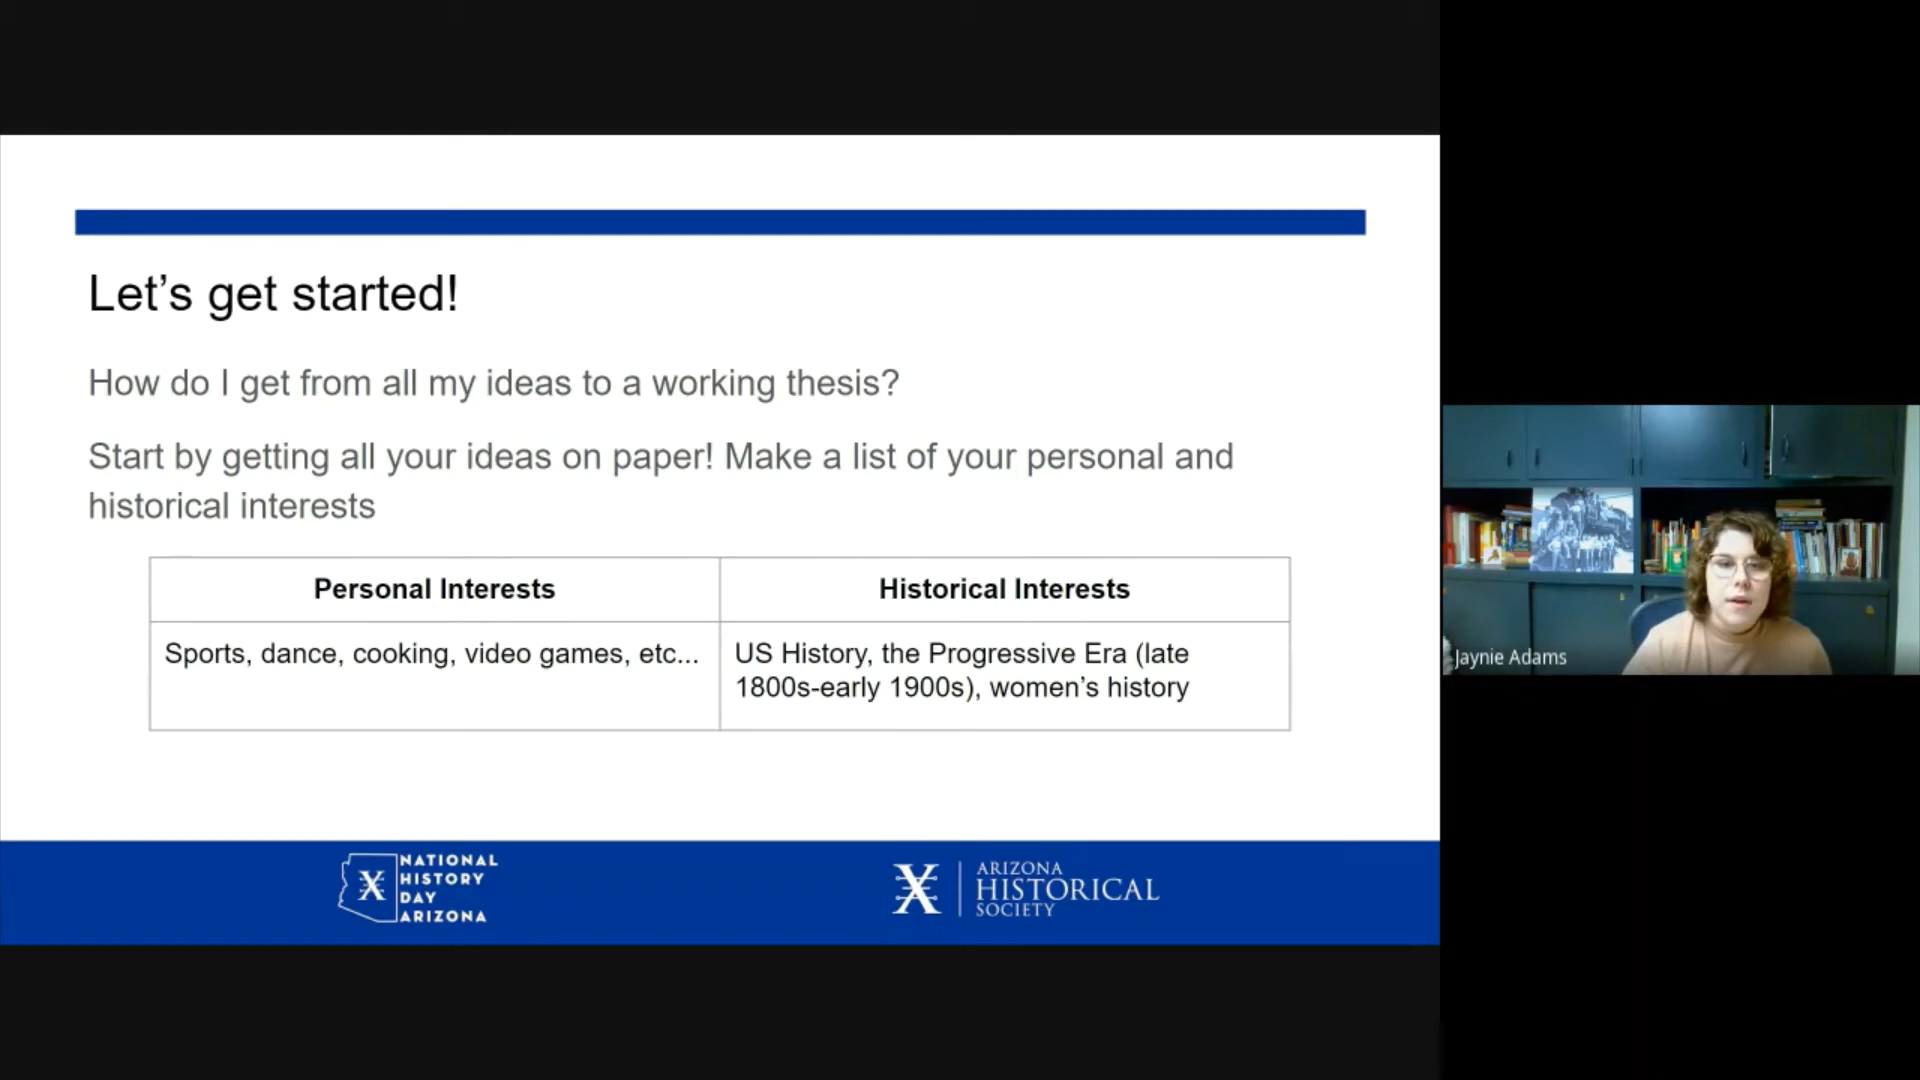 Let’s get started!
How do I get from all my ideas to a working thesis?
Start by getting all your ideas on paper! Make a list of your personal and
historical interests
Personal Interests
Historical Interests
Sports, dance, cooking, video games, etc...
US History, the Progressive Era (late
1800s-early 1900s), women’s history
NATIONAL
HISTORY
DAY
ARIZONA
ARIZONA
HISTORICAL
SOCIETY
Jaynie Adams